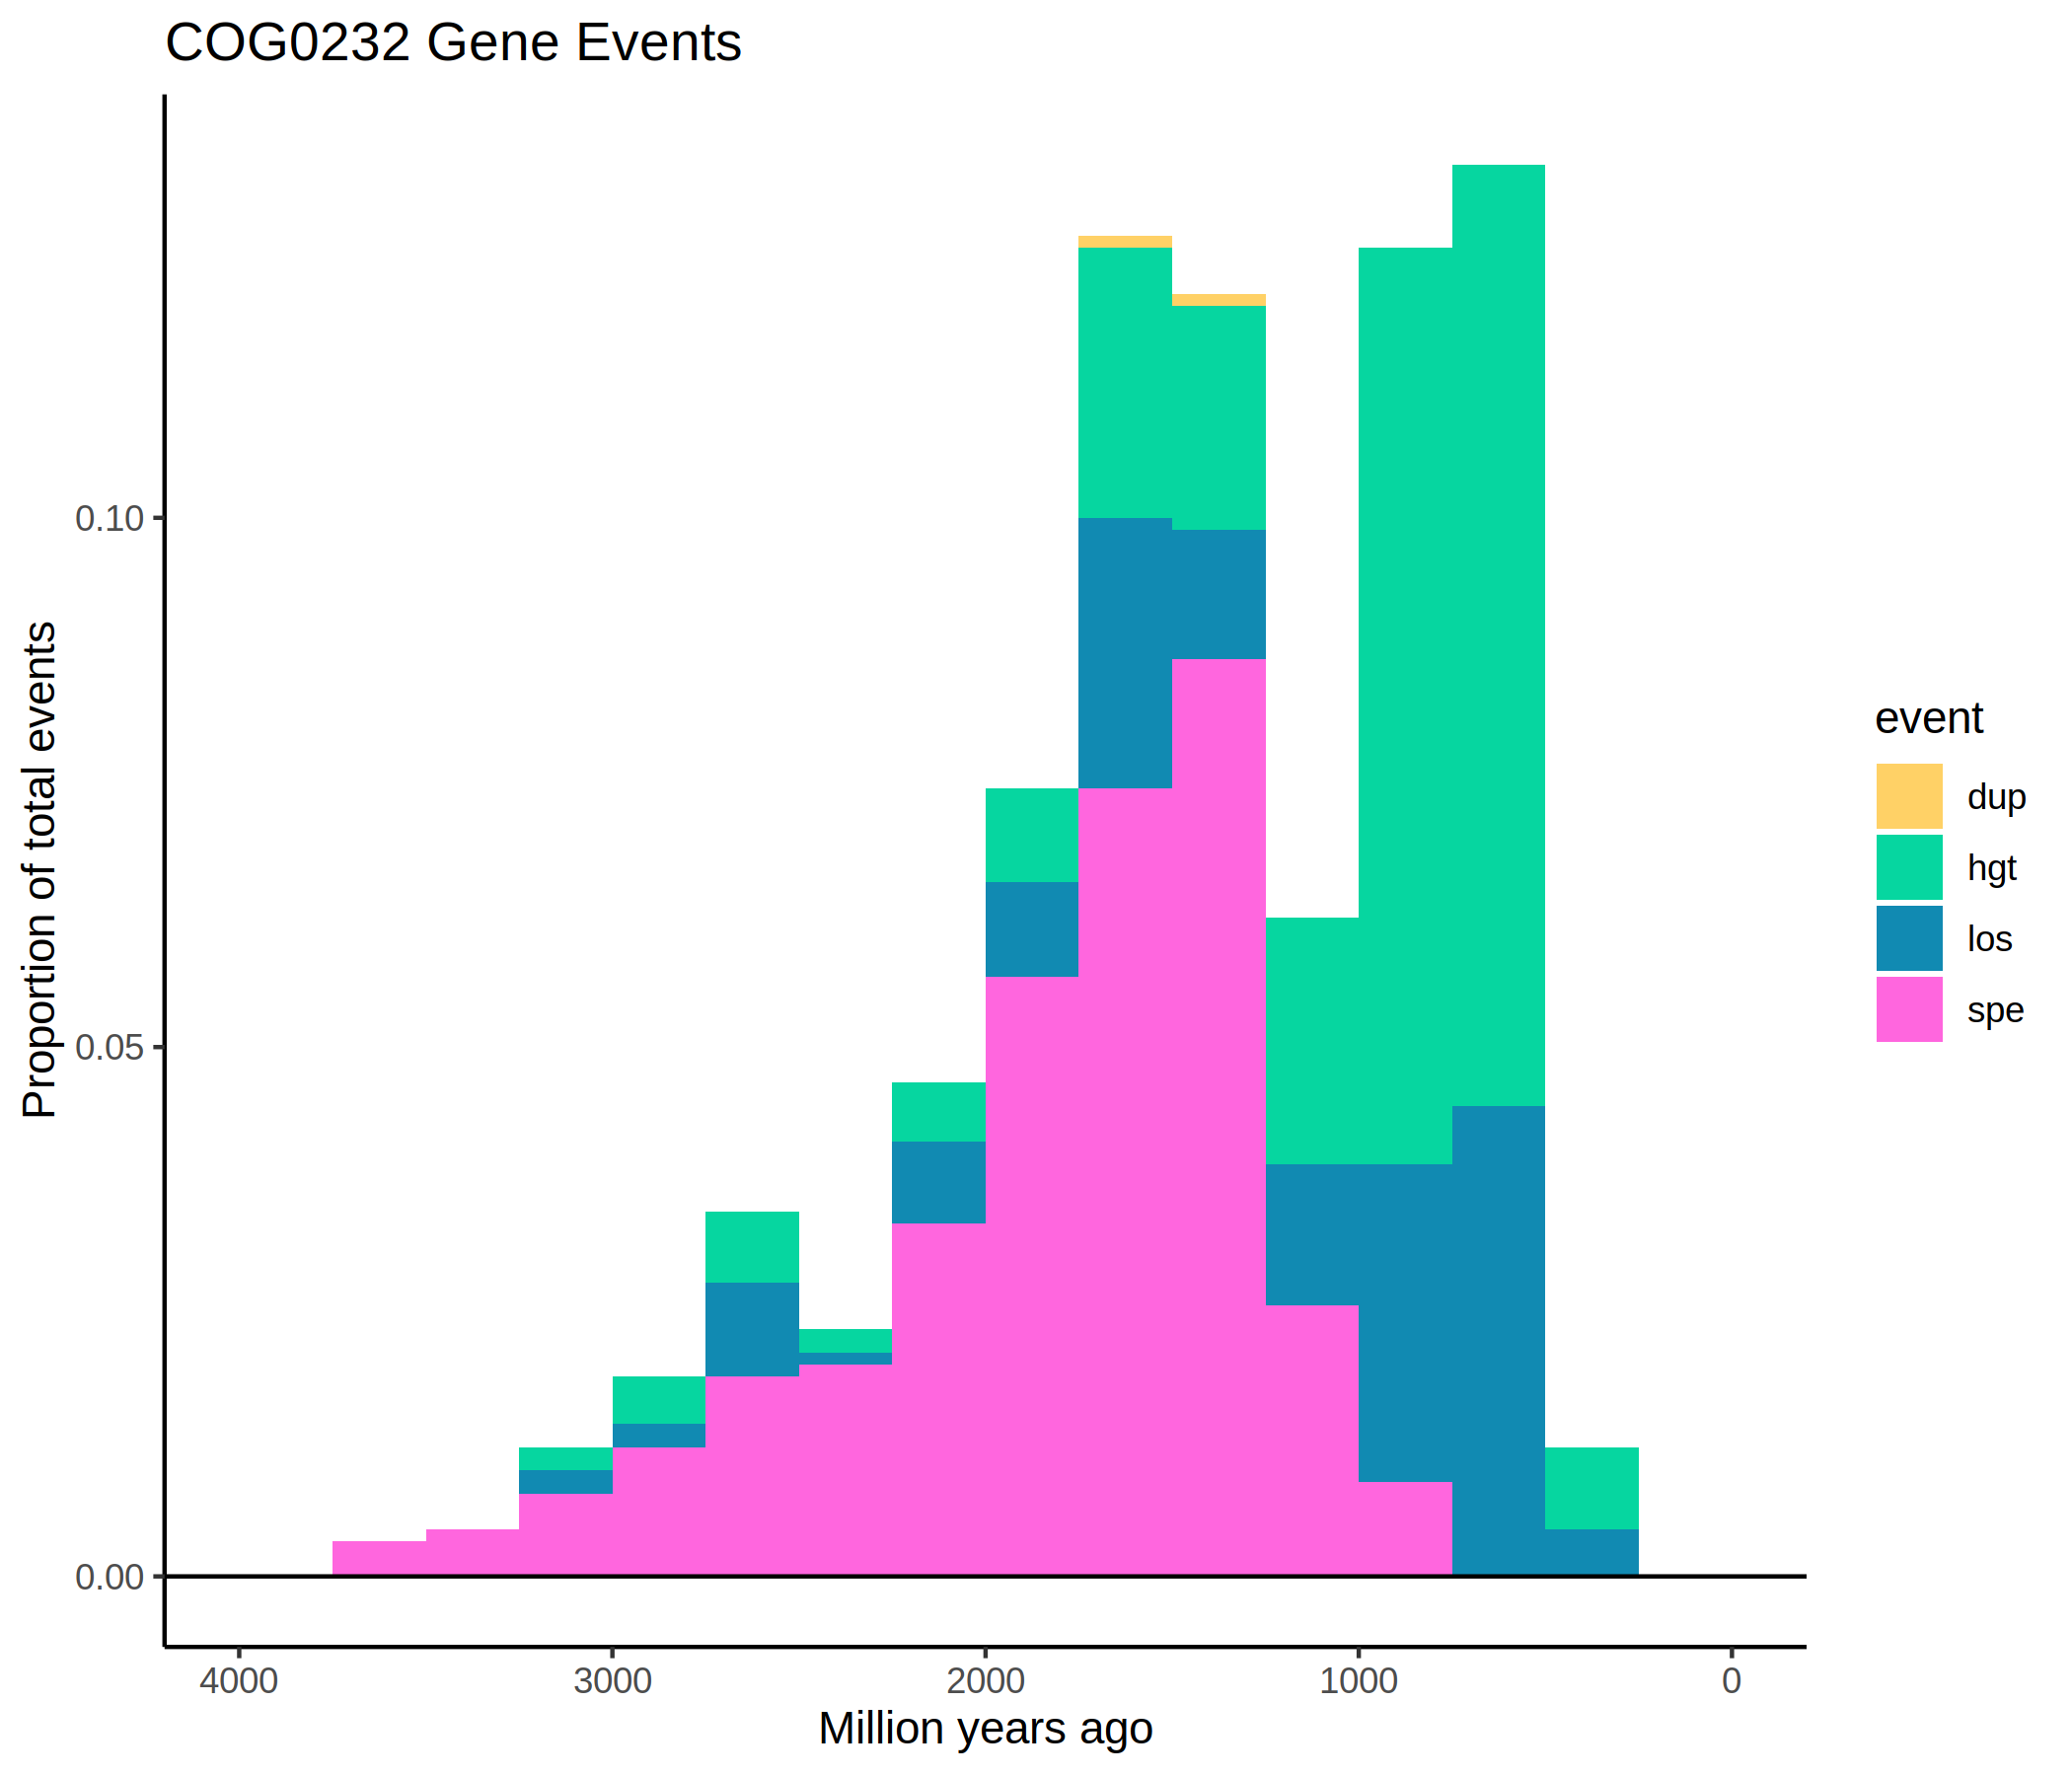 COG0232 Gene Events
Proportion of total events
0.10
0.05
0.00
4000 3000 2000 1000 0
Million years ago
event
dup
hgt
los
spe